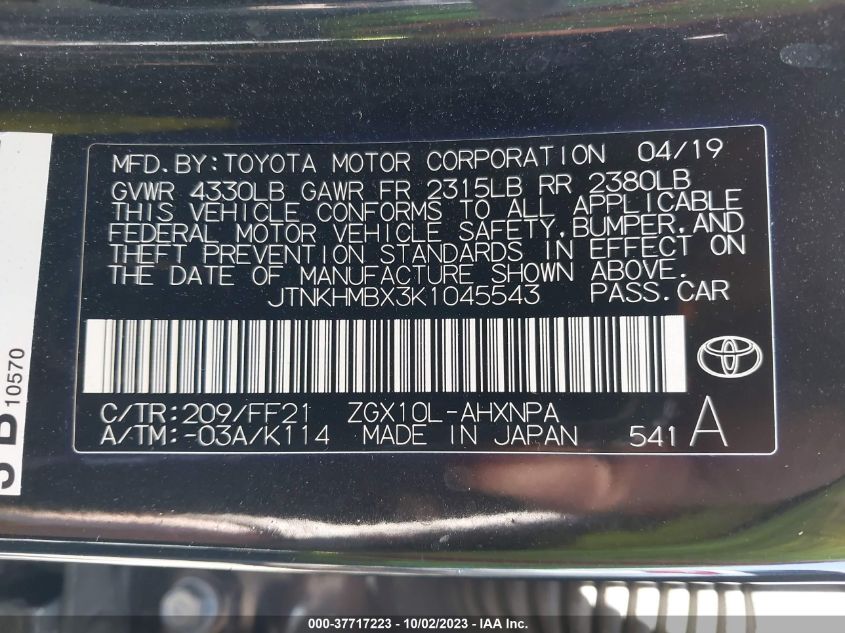 MFD. BY: TOYOTA MOTOR CORPORATION 04/19
GVWR 4330LB GAWR FR 2315LB RR 2380LB
THIS VEHICLE CONFORMS TO ALL APPLICABLE
FEDERAL MOTOR VEHICLE SAFETY, BUMPER, AND
THEFT PREVENTION STANDARDS IN EFFECT ON
THE DATE OF MANUFACTURE SHOWN ABOVE.
JTNKHMBX3K1045543 PASS. CAR
C/TR: 209/FF21 ZGX10L-AHXNPA
A/TM: -03A/K114 MADE IN JAPAN 541 A
10570
000-37717223 - 10/02/2023 - IAA Inc.